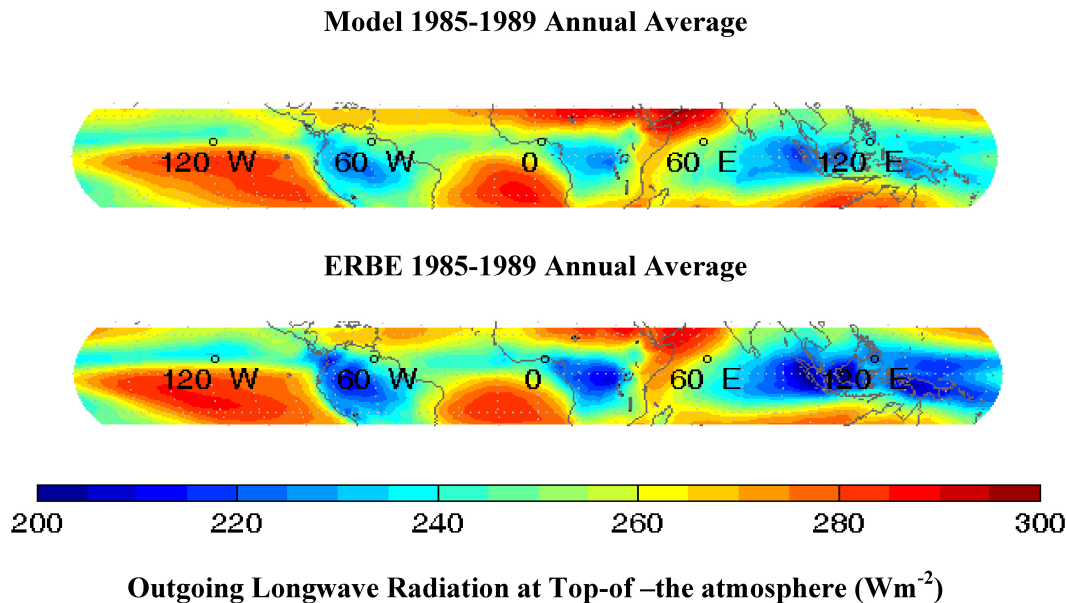 Model 1985-1989 Annual Average
120 W 60 W 0 60 E 120 E
ERBE 1985-1989 Annual Average
120 W 60 W 0 60 E 120 E
200 220 240 260 280 300
Outgoing Longwave Radiation at Top-of –the atmosphere (Wm⁻²)